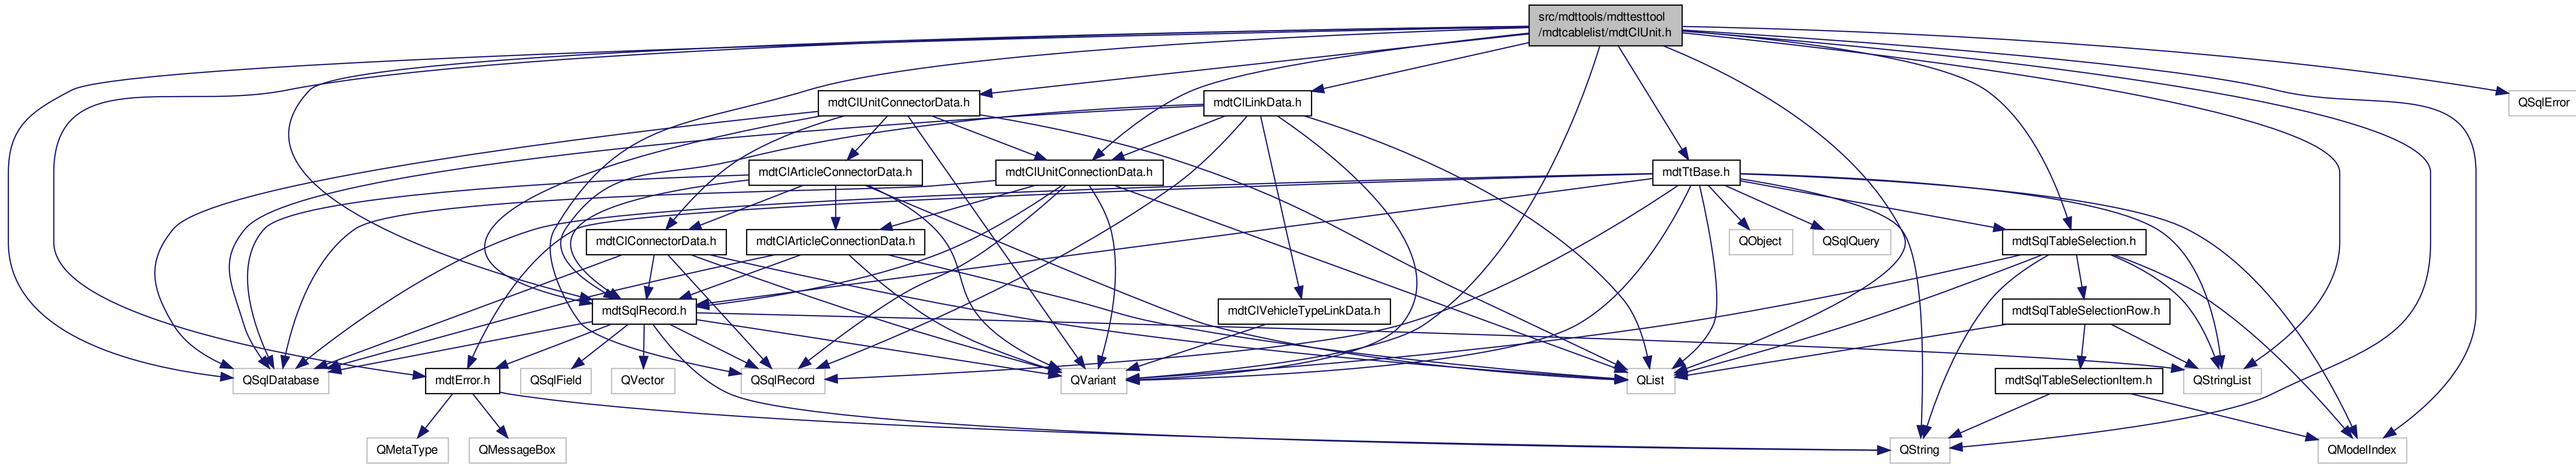 src/mdttools/mdttesttool
/mdtcablelist/mdtClUnit.h
mdtClUnitConnectorData.h
mdtClLinkData.h
QSqlError
mdtClArticleConnectorData.h
mdtClUnitConnectionData.h
mdtTtBase.h
mdtClConnectorData.h
mdtClArticleConnectionData.h
QObject
QSqlQuery
mdtSqlTableSelection.h
mdtSqlRecord.h
mdtClVehicleTypeLinkData.h
mdtSqlTableSelectionRow.h
QSqlDatabase
mdtError.h
QSqlField
QVector
QSqlRecord
QVariant
QList
mdtSqlTableSelectionItem.h
QStringList
QMetaType
QMessageBox
QString
QModelIndex